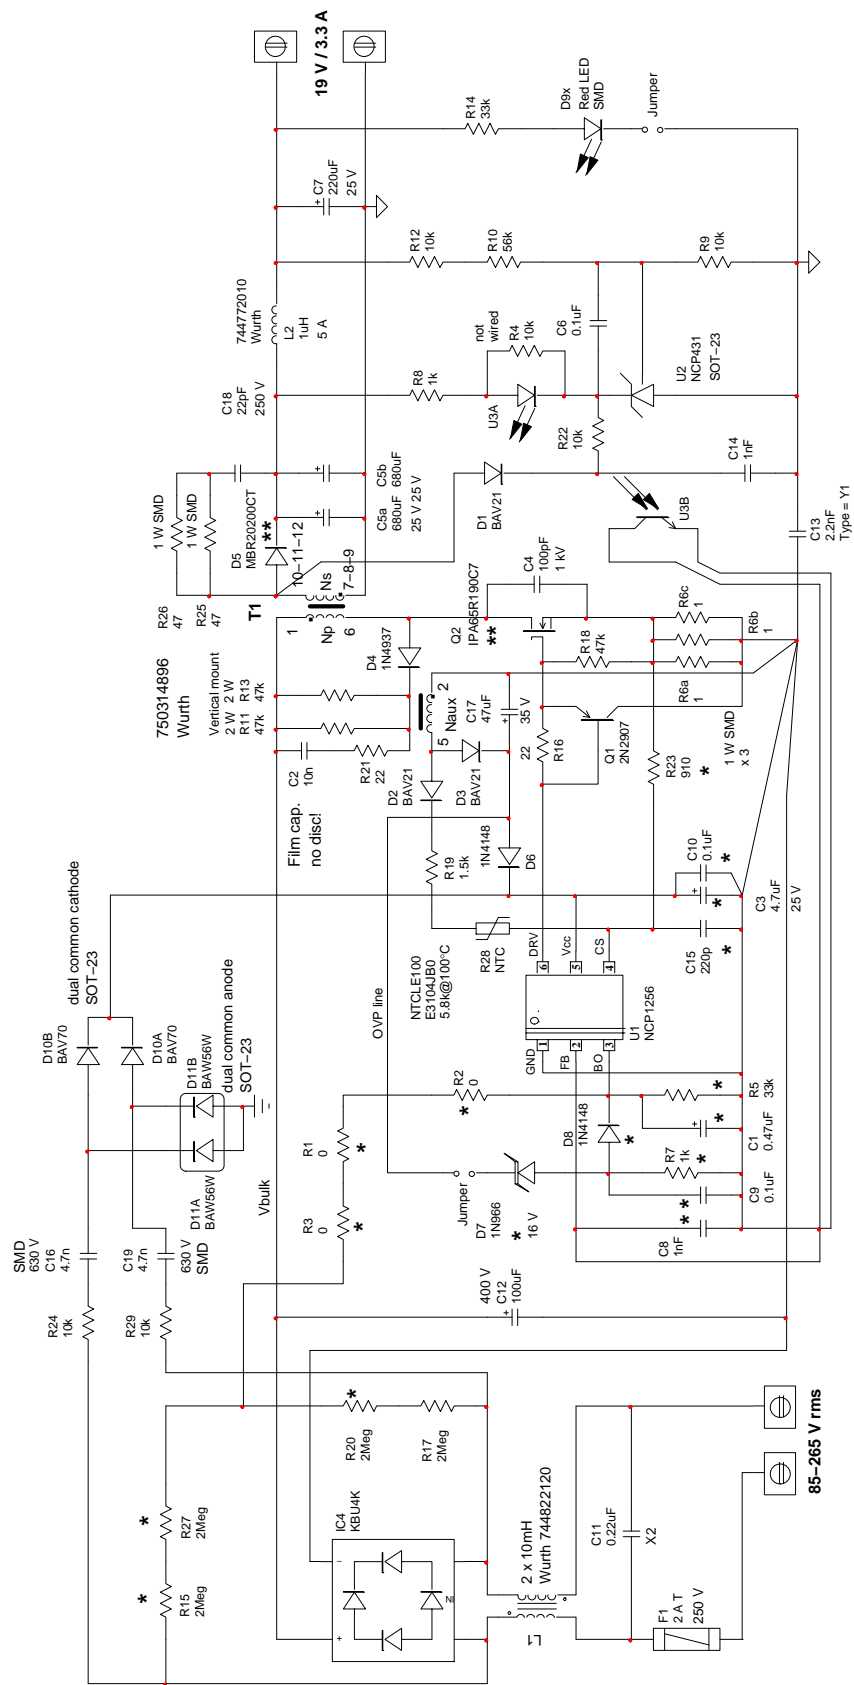 19 V / 3.3 A
R14
33k
D9x
Red LED
SMD
Jumper
C7
220uF
25 V
R12
10k
R10
56k
R9
10k
744772010
Wurth
L2
1uH
5 A
C6
0.1uF
not
wired
R4
10k
U2
NCP431
SOT−23
C18
22pF
250 V
R8
1k
U3A
R22
10k
C14
1nF
1 W SMD
1 W SMD
R26
47
R25
47
D5
MBR20200CT
**
10−11−12
C5a
680uF
25 V
C5b
680uF
25 V
D1
BAV21
U3B
C13
2.2nF
Type = Y1
T1
Ns
7−8−9
Np
1
6
Q2
IPA65R190C7
**
C4
100pF
1 kV
R18
47k
R6c
1
R6b
1
R6a
1
1 W SMD
x 3
750314896
Wurth
Vertical mount
2 W
R11
47k
2 W
R13
47k
D4
1N4937
2
Naux
5
C17
47uF
35 V
22
R16
Q1
2N2907
R23
910
*
Film cap.
no disc!
C2
10n
R21
22
D2
BAV21
D3
BAV21
R19
1.5k
1N4148
D6
C10
0.1uF
*
*
C3
4.7uF
25 V
C15
220p
*
dual common cathode
SOT−23
D10B
BAV70
D10A
BAV70
D11B
BAW56W
dual common anode
SOT−23
D11A
BAW56W
OVP line
NTCLE100
E3104JB0
5.8k@100°C
R28
NTC
DRV
Vcc
CS
6
5
4
U1
NCP1256
1
2
3
GND
FB
BO
R2
0
*
R1
0
*
R3
0
*
Jumper
D7
1N966
*
16 V
D8
1N4148
*
R5
33k
*
C1
0.47uF
*
R7
1k
*
C9
0.1uF
*
C8
1nF
*
Vbulk
SMD
630 V
C16
4.7n
C19
4.7n
630 V
SMD
R24
10k
R29
10k
400 V
C12
100uF
R20
2Meg
*
R17
2Meg
R27
2Meg
*
R15
2Meg
*
IC4
KBU4K
−
+
IN
2 x 10mH
Wurth 744822120
L1
C11
0.22uF
X2
F1
2 A T
250 V
85−265 V rms